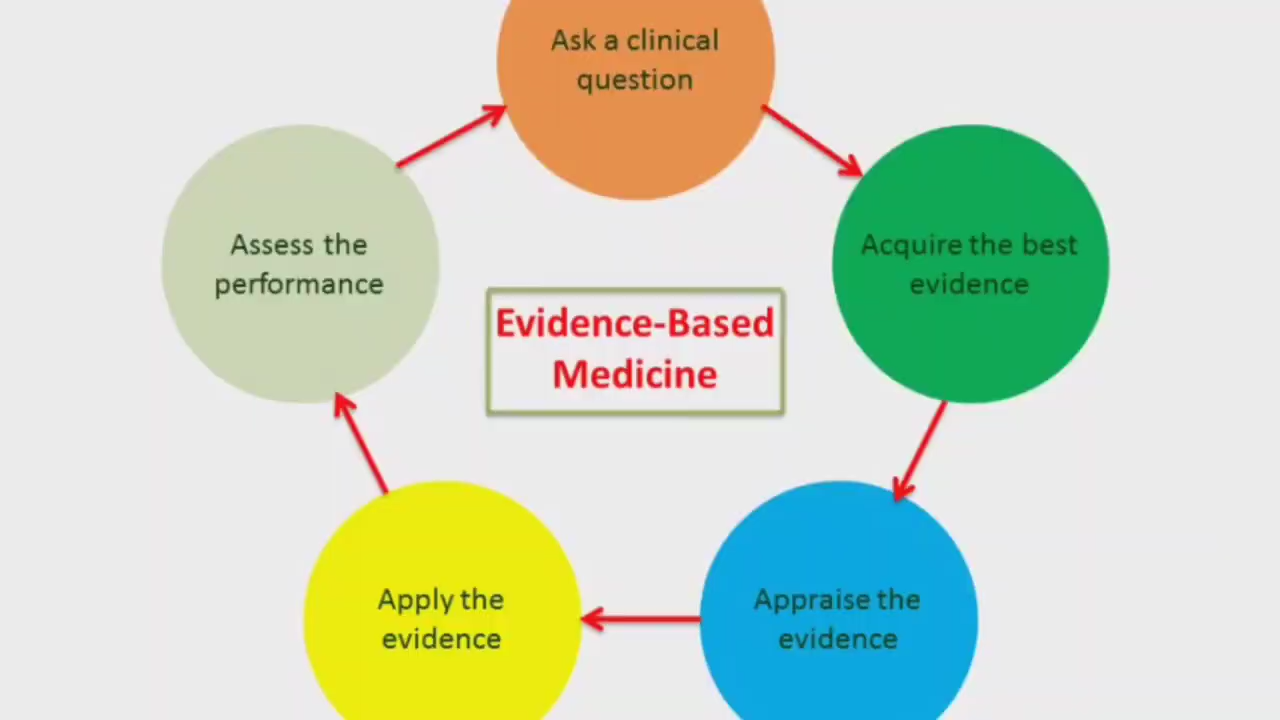 Ask a clinical
question
Assess the
performance
Acquire the best
evidence
Evidence-Based
Medicine
Apply the
evidence
Appraise the
evidence